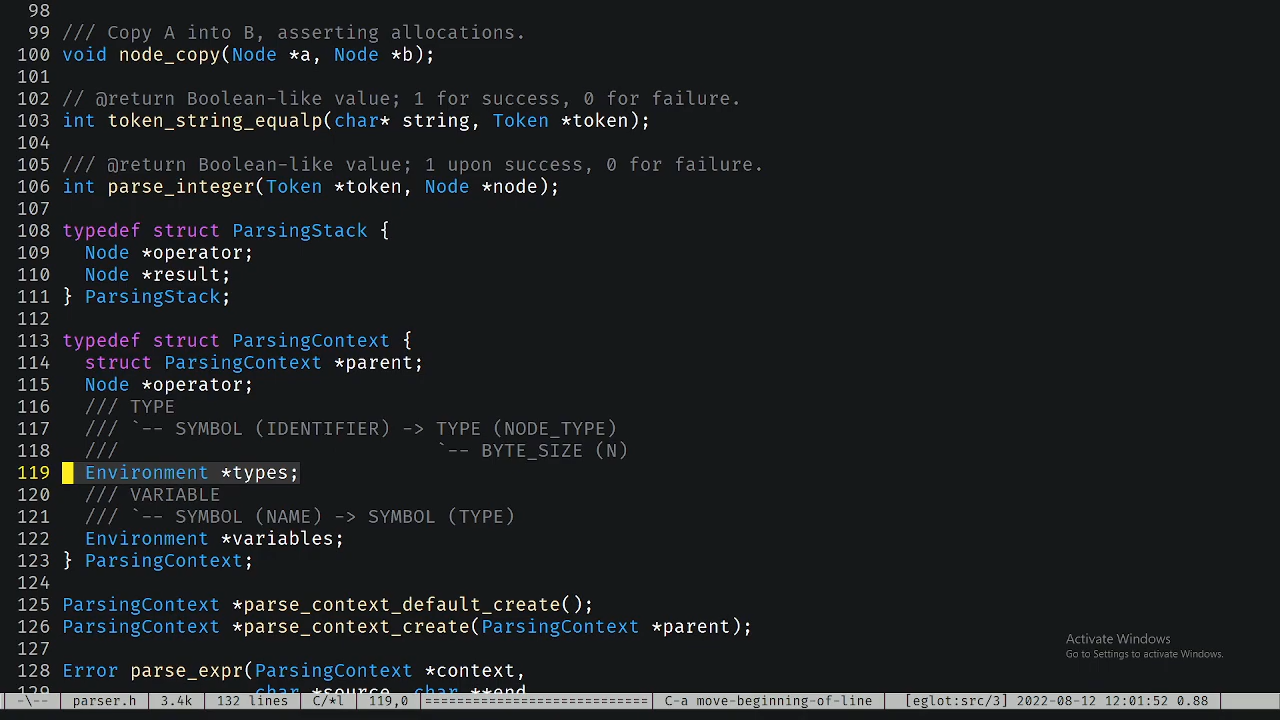 98
99 /// Copy A into B, asserting allocations.
100 void node_copy(Node *a, Node *b);
101
102 // @return Boolean-like value; 1 for success, 0 for failure.
103 int token_string_equalp(char* string, Token *token);
104
105 /// @return Boolean-like value; 1 upon success, 0 for failure.
106 int parse_integer(Token *token, Node *node);
107
108 typedef struct ParsingStack {
109   Node *operator;
110   Node *result;
111 } ParsingStack;
112
113 typedef struct ParsingContext {
114   struct ParsingContext *parent;
115   Node *operator;
116   /// TYPE
117   /// `-- SYMBOL (IDENTIFIER) -> TYPE (NODE_TYPE)
118   ///                            `-- BYTE_SIZE (N)
119   Environment *types;
120   /// VARIABLE
121   /// `-- SYMBOL (NAME) -> SYMBOL (TYPE)
122   Environment *variables;
123 } ParsingContext;
124
125 ParsingContext *parse_context_default_create();
126 ParsingContext *parse_context_create(ParsingContext *parent);
127
128 Error parse_expr(ParsingContext *context,
129                  char *source, char **end
Activate Windows
Go to Settings to activate Windows.
-\-- parser.h 3.4k 132 lines C/*l 119,0 ==================== C-a move-beginning-of-line [eglot:src/3] 2022-08-12 12:01:52 0.88